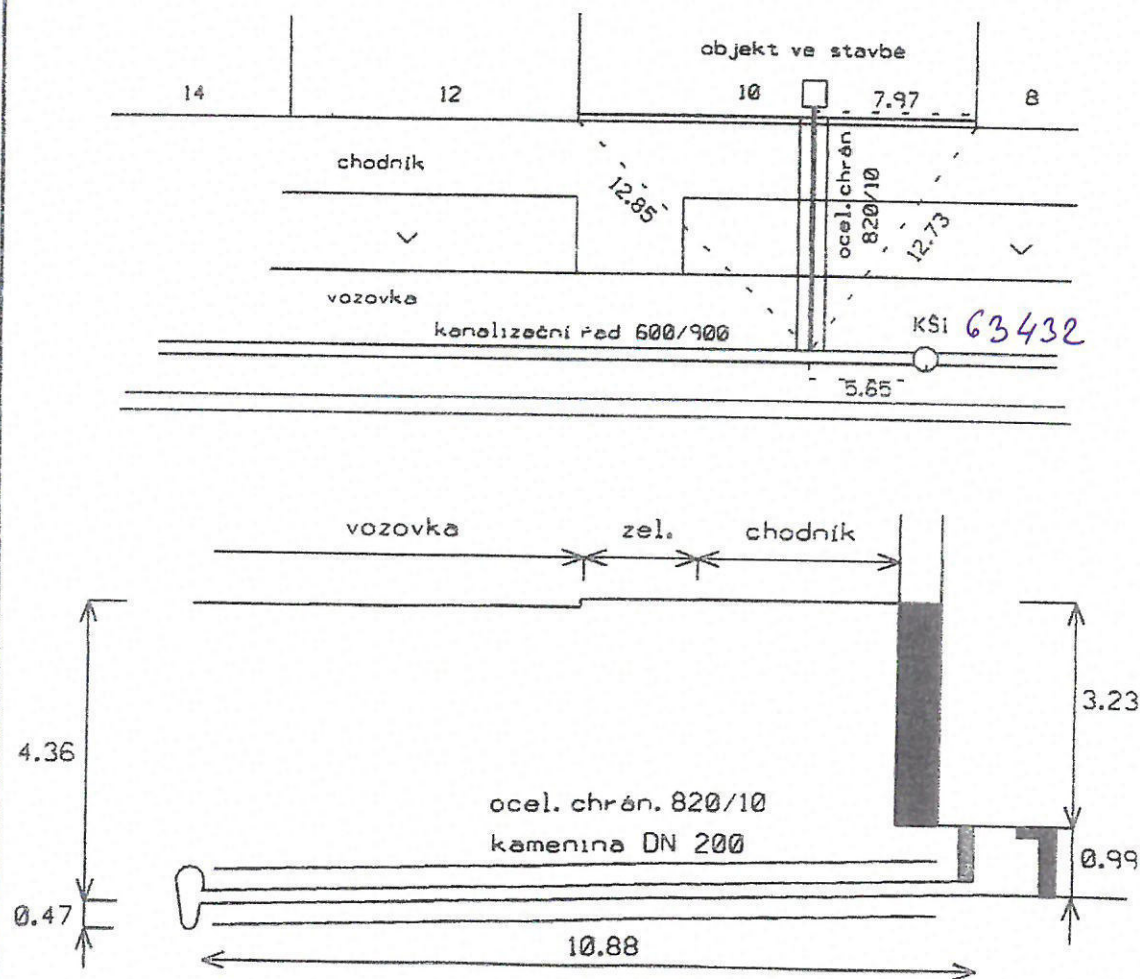 objekt ve stavbě
14
12
10
7.97
8
chodník
12.85
ocel.chrán
820/10
12.73
vozovka
kanalizační řad 600/900
KŠ1 63432
5.65
vozovka
zel.
chodník
3.23
4.36
ocel. chrán. 820/10
kamenina DN 200
0.99
0.47
10.88